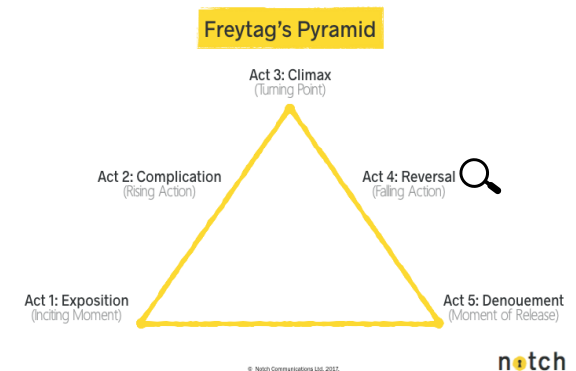 Freytag's Pyramid
Act 3: Climax
(Turning Point)
Act 2: Complication
(Rising Action)
Act 4: Reversal
(Falling Action)
Act 1: Exposition
(Inciting Moment)
Act 5: Denouement
(Moment of Release)
© Notch Communications Ltd, 2017.
notch